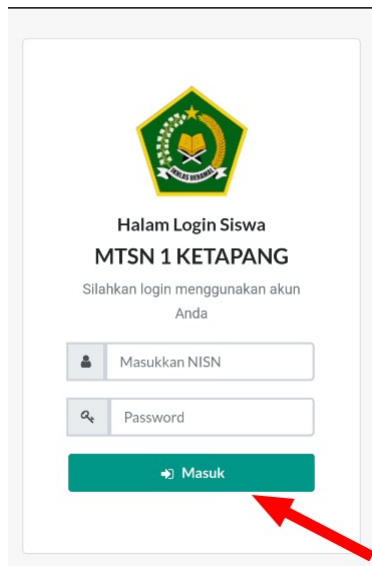 IKHLAS BERAMAL
Halam Login Siswa
MTSN 1 KETAPANG
Silahkan login menggunakan akun
Anda
Masukkan NISN
Password
Masuk